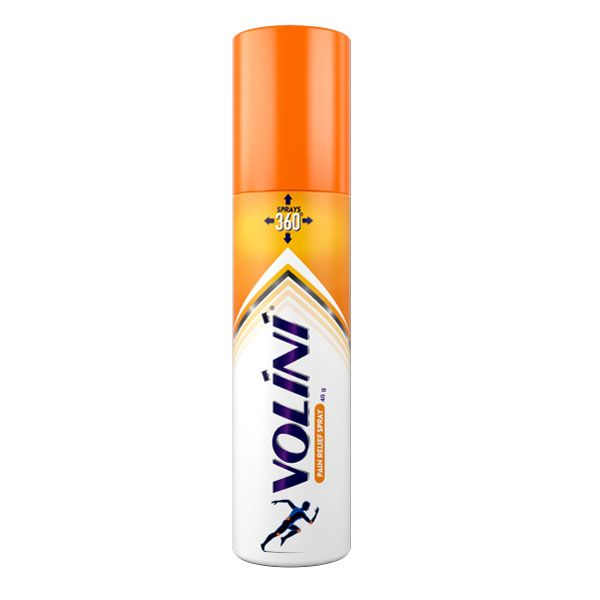 SPRAYS
360°
VOLINI®
PAIN RELIEF SPRAY
40 g